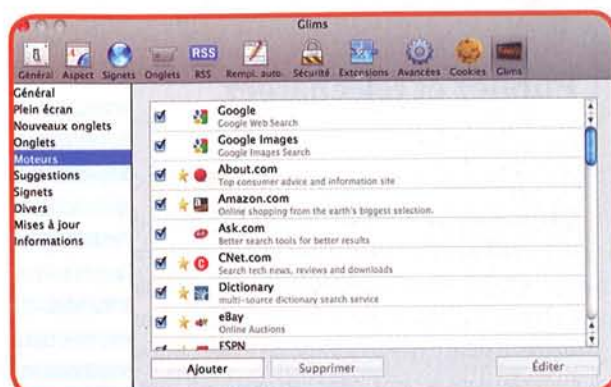 Glims
Général Aspect Signets Onglets RSS Rempl. auto. Sécurité Extensions Avancées Cookies Glims
RSS
Général
Plein écran
Nouveaux onglets
Onglets
Moteurs
Suggestions
Signets
Divers
Mises à jour
Informations
Google
Google Web Search
Google Images
Google Images Search
About.com
Top consumer advice and information site
Amazon.com
Online shopping from the earth's biggest selection.
Ask.com
Better search tools for better results
CNet.com
Search tech news, reviews and downloads
Dictionary
multi-source dictionary search service
eBay
Online Auctions
ESPN
Ajouter Supprimer Éditer